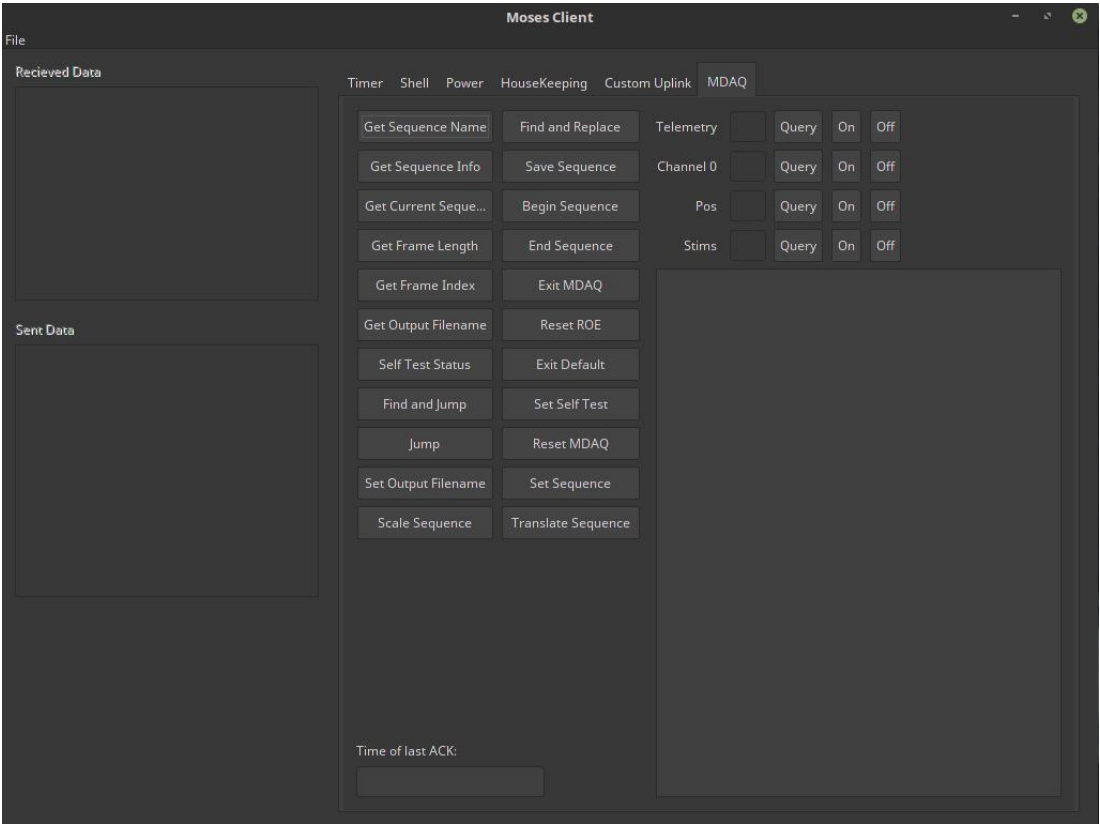 Moses Client
File
Recieved Data
Sent Data
Timer Shell Power HouseKeeping Custom Uplink MDAQ
Get Sequence Name Find and Replace Telemetry Query On Off
Get Sequence Info Save Sequence Channel 0 Query On Off
Get Current Seque... Begin Sequence Pos Query On Off
Get Frame Length End Sequence Stims Query On Off
Get Frame Index Exit MDAQ
Get Output Filename Reset ROE
Self Test Status Exit Default
Find and Jump Set Self Test
Jump Reset MDAQ
Set Output Filename Set Sequence
Scale Sequence Translate Sequence
Time of last ACK: